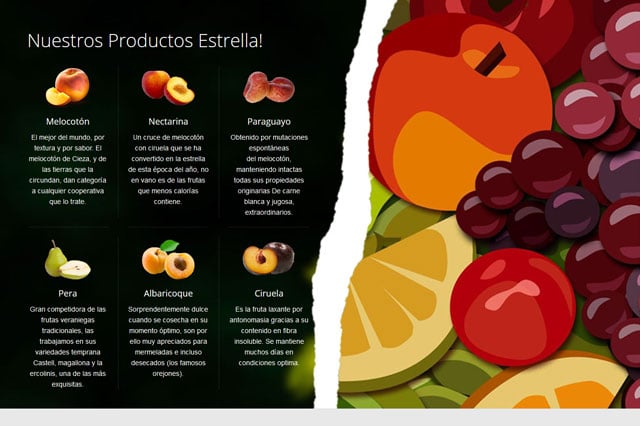 Nuestros Productos Estrella!
Melocotón
El mejor del mundo, por
textura y por sabor. El
melocotón de Cieza, y de
las tierras que la
circundan, dan categoría
a cualquier cooperativa
que lo trate.
Nectarina
Un cruce de melocotón
con ciruela que se ha
convertido en la estrella
de esta época del año, no
en vano es de las frutas
que menos calorías
contiene.
Paraguayo
Obtenido por mutaciones
espontáneas
del melocotón,
manteniendo intactas
todas sus propiedades
originarias De carne
blanca y jugosa,
extraordinarios.
Pera
Gran competidora de las
frutas veraniegas
tradicionales, las
trabajamos en sus
variedades temprana
Castell, magallona y la
ercolinis, una de las más
exquisitas.
Albaricoque
Sorprendentemente dulce
cuando se cosecha en su
momento óptimo, son por
ello muy apreciados para
mermeladas e incluso
desecados (los famosos
orejones).
Ciruela
Es la fruta laxante por
antonomasia gracias a su
contenido en fibra
insoluble. Se mantiene
muchos días en
condiciones optima.